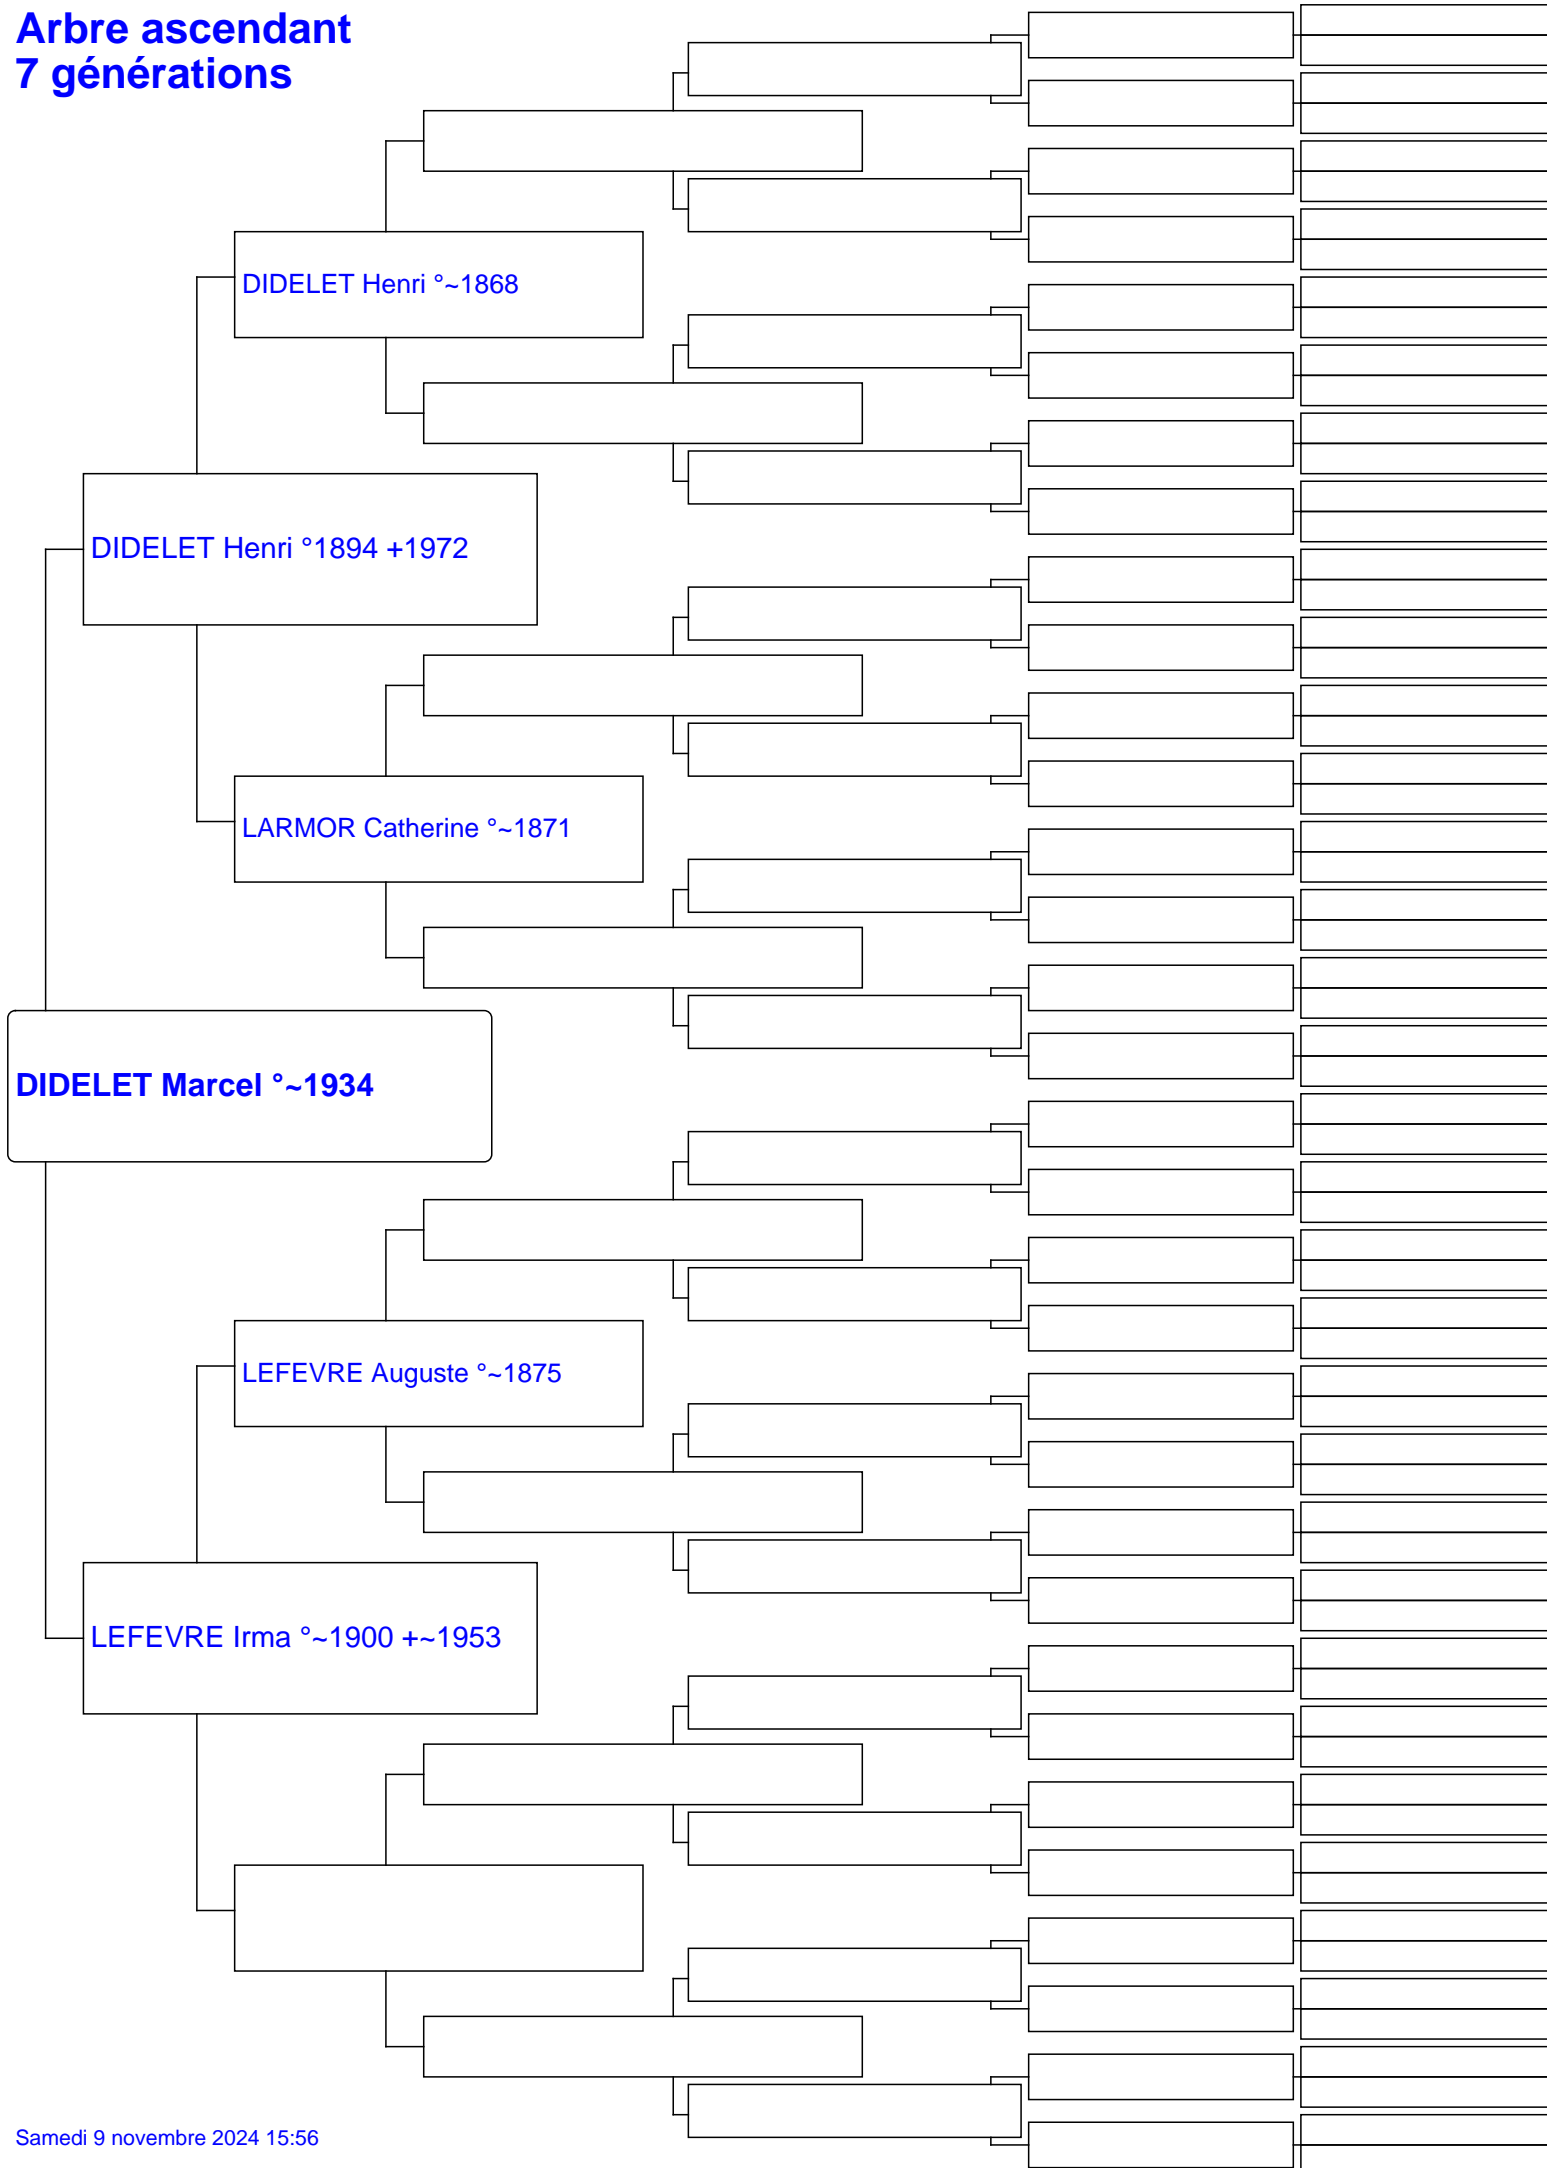 Arbre ascendant
7 générations
DIDELET Henri °~1868
DIDELET Henri °1894 +1972
LARMOR Catherine °~1871
DIDELET Marcel °~1934
LEFEVRE Auguste °~1875
LEFEVRE Irma °~1900 +~1953
Samedi 9 novembre 2024 15:56